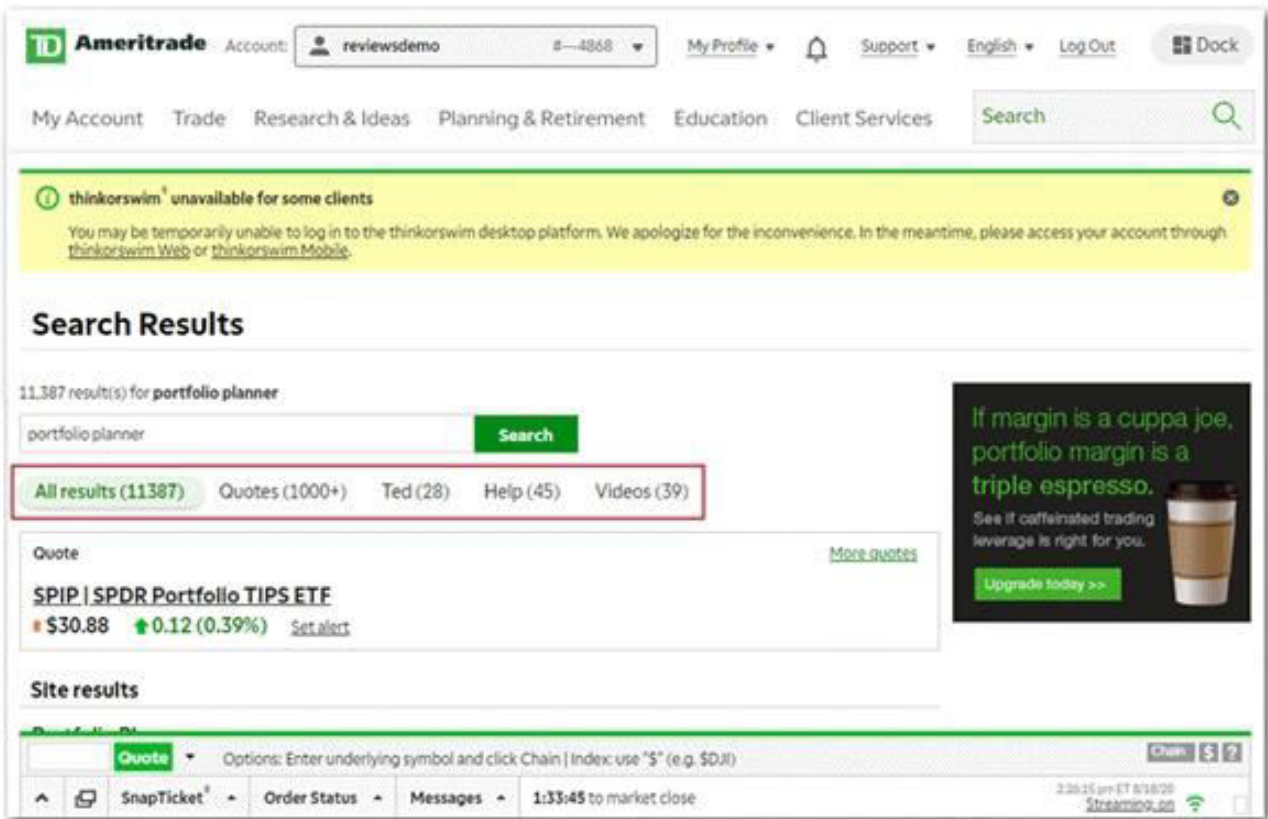 TD Ameritrade Account: reviewsdemo #---4868 My Profile Support English Log Out Dock
My Account Trade Research & Ideas Planning & Retirement Education Client Services Search
thinkorswim® unavailable for some clients
You may be temporarily unable to log in to the thinkorswim desktop platform. We apologize for the inconvenience. In the meantime, please access your account through
thinkorswim Web or thinkorswim Mobile.
Search Results
11,387 result(s) for portfolio planner
portfolio planner Search
All results (11387) Quotes (1000+) Ted (28) Help (45) Videos (39)
Quote More quotes
SPIP | SPDR Portfolio TIPS ETF
$30.88 0.12 (0.39%) Set alert
If margin is a cuppa joe,
portfolio margin is a
triple espresso.
See if caffeinated trading
leverage is right for you.
Upgrade today >>
Site results
Quote Options: Enter underlying symbol and click Chain | Index: use "$" (e.g. $DJI) Chain $ ?
SnapTicket® Order Status Messages 1:33:45 to market close
Streaming: on